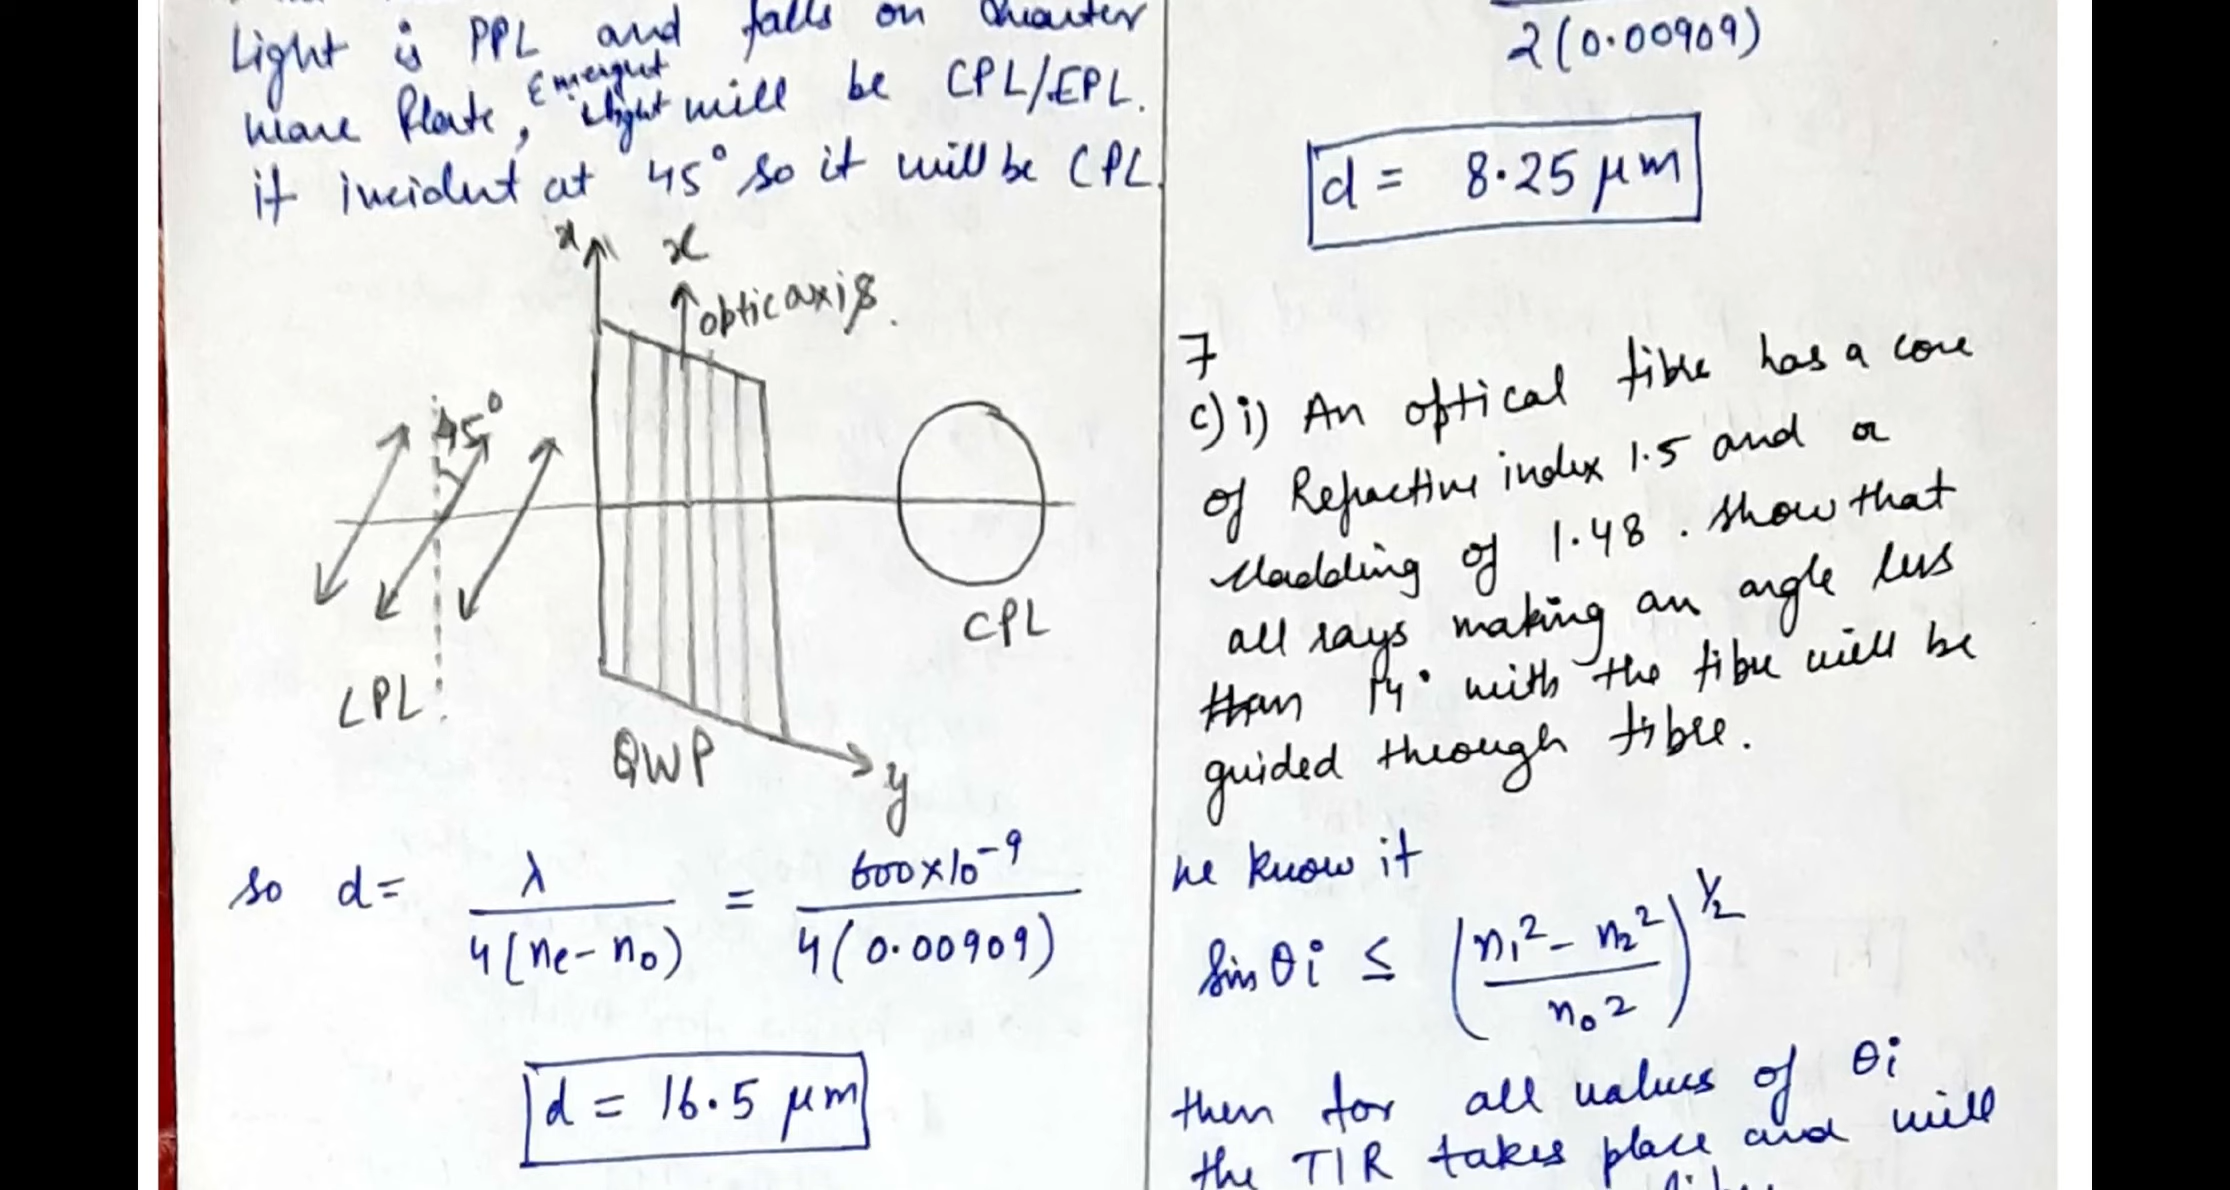 Light is PPL and falls on Quarter
wave Plate, Emergut light will be CPL/EPL.
it incident at 45° so it will be CPL
x
x
optic axis.
45°
LPL.
QWP
y
CPL
so d = λ / 4(ne - no) = 600×10⁻⁹ / 4(0.00909)
d = 16.5 μm
2(0.00909)
d = 8.25 μm
7
c) i) An optical fibre has a core
of Refractive index 1.5 and a
cladding of 1.48. show that
all rays making an angle less
than 14° with the fibre will be
guided through fibre.
we know it
Sin θi ≤ (n₁² - n₂² / n₀²)^1/2
then for all values of θi
the TIR takes place and will